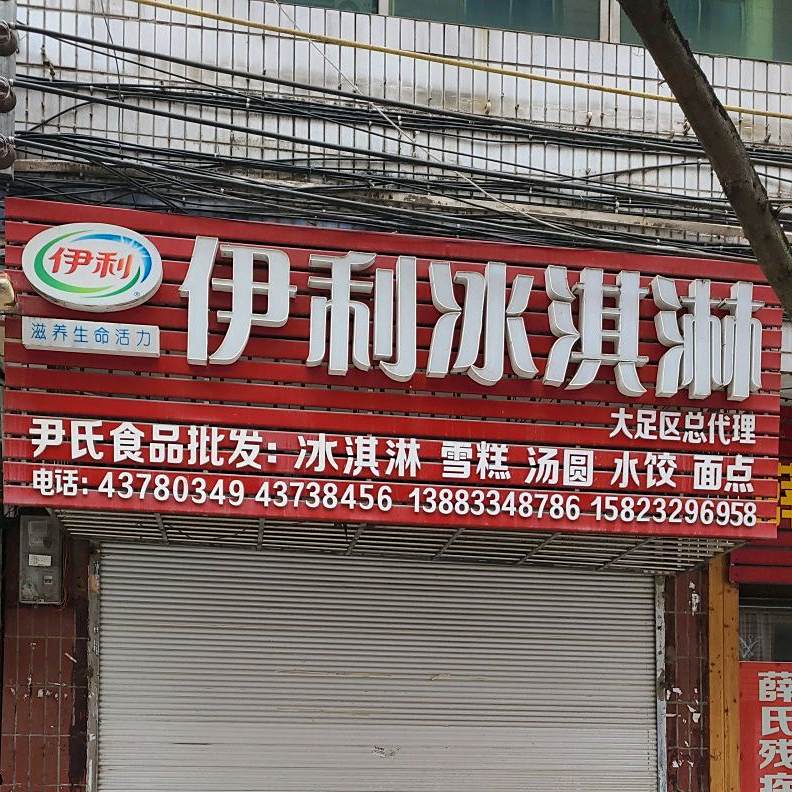 伊利
滋养生命活力
伊利冰淇淋
大足区总代理
尹氏食品批发: 冰淇淋 雪糕 汤圆 水饺 面点
电话: 43780349 43738456 13883348786 15823296958
薛氏残疾